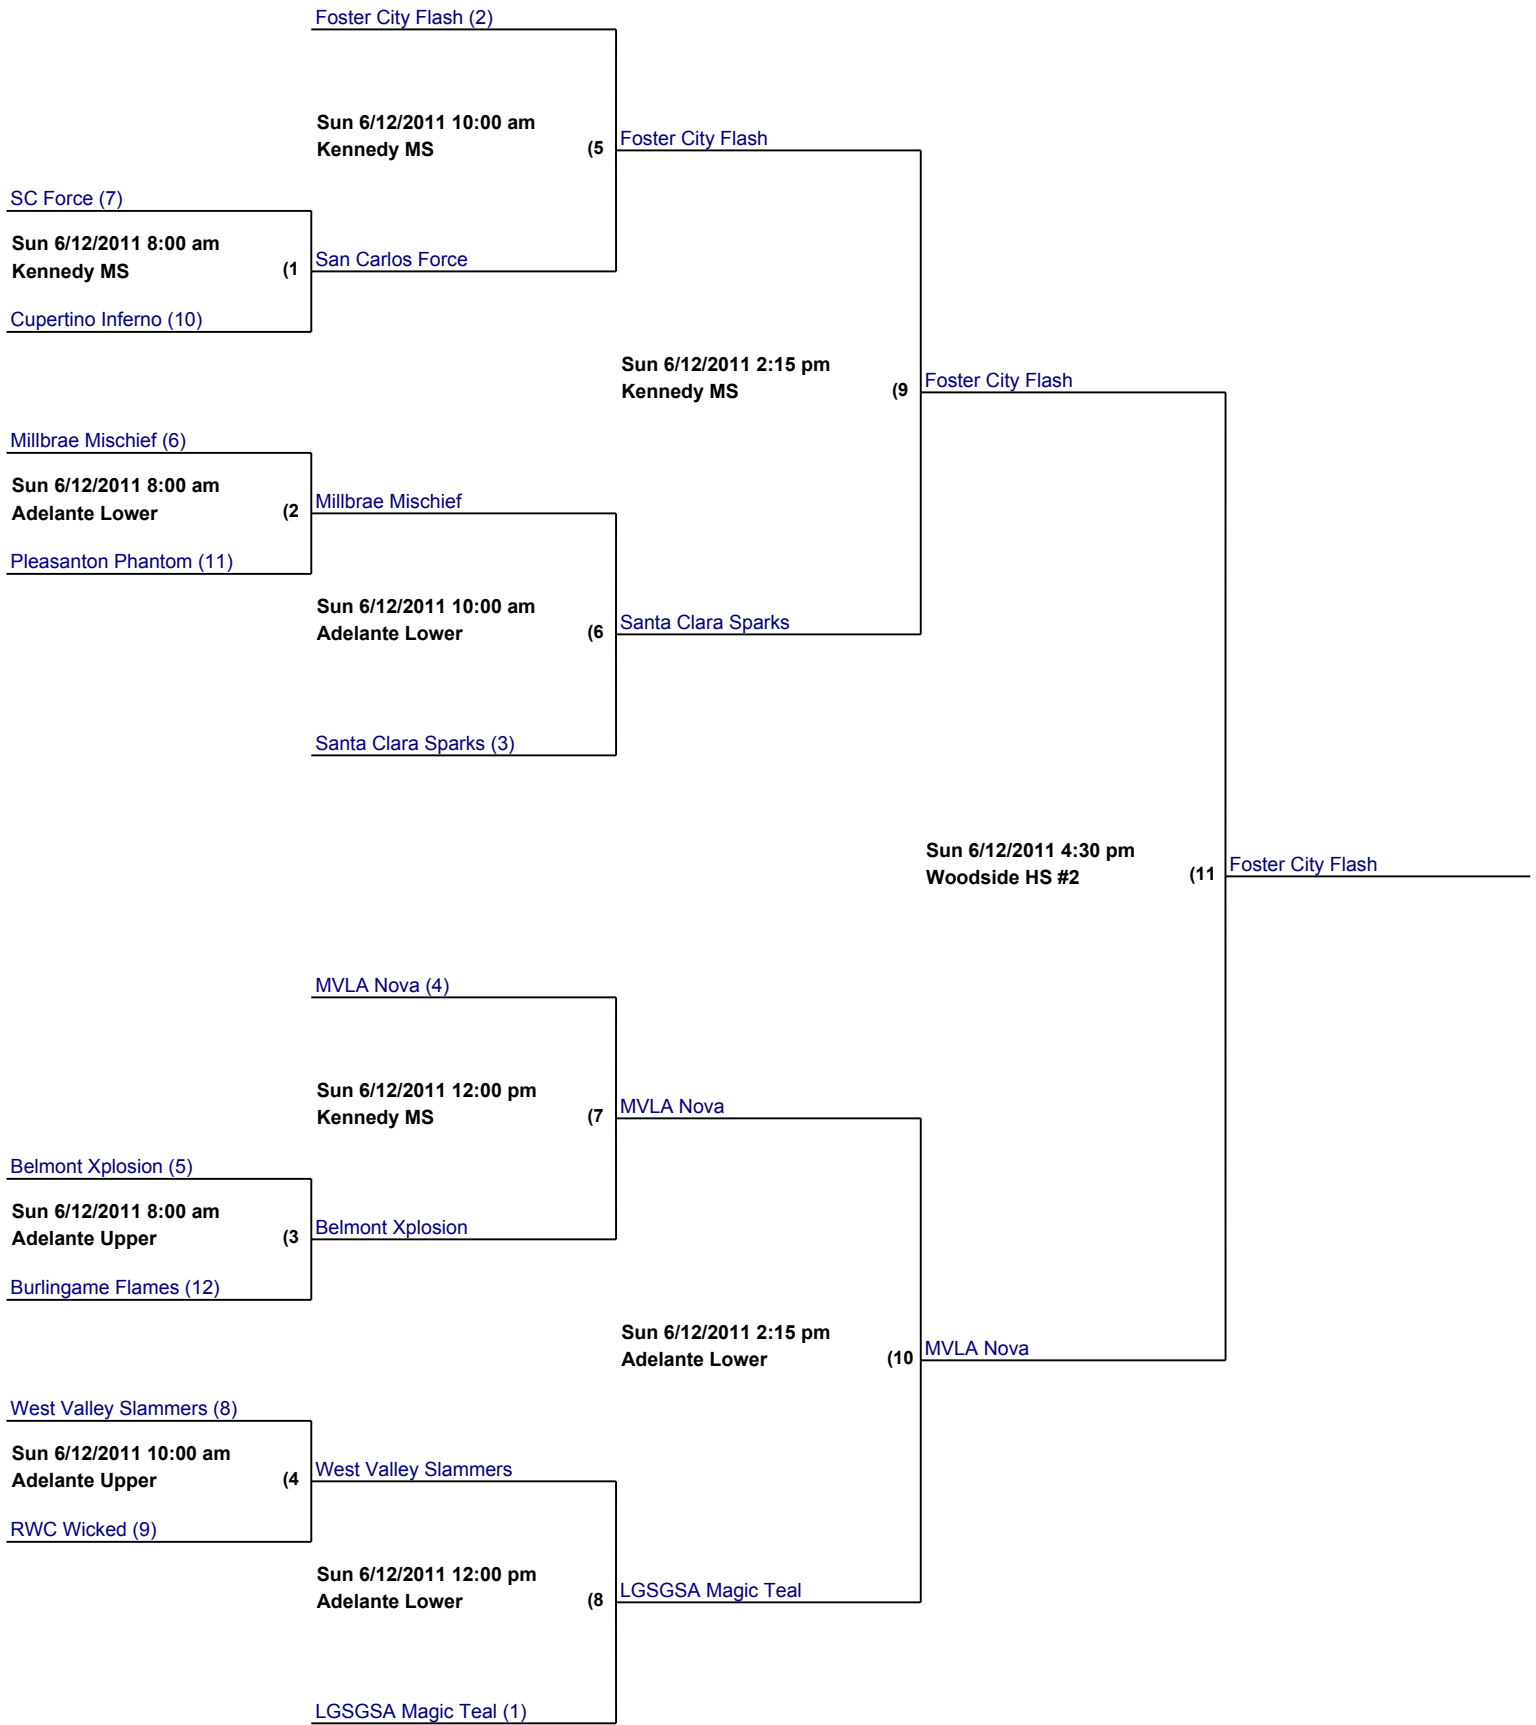 Foster City Flash (2)
Sun 6/12/2011 10:00 am
Kennedy MS
(5
Foster City Flash
SC Force (7)
Sun 6/12/2011 8:00 am
Kennedy MS
(1
San Carlos Force
Cupertino Inferno (10)
Sun 6/12/2011 2:15 pm
Kennedy MS
(9
Foster City Flash
Millbrae Mischief (6)
Sun 6/12/2011 8:00 am
Adelante Lower
(2
Millbrae Mischief
Pleasanton Phantom (11)
Sun 6/12/2011 10:00 am
Adelante Lower
(6
Santa Clara Sparks
Santa Clara Sparks (3)
Sun 6/12/2011 4:30 pm
Woodside HS #2
(11
Foster City Flash
MVLA Nova (4)
Sun 6/12/2011 12:00 pm
Kennedy MS
(7
MVLA Nova
Belmont Xplosion (5)
Sun 6/12/2011 8:00 am
Adelante Upper
(3
Belmont Xplosion
Burlingame Flames (12)
Sun 6/12/2011 2:15 pm
Adelante Lower
(10
MVLA Nova
West Valley Slammers (8)
Sun 6/12/2011 10:00 am
Adelante Upper
(4
West Valley Slammers
RWC Wicked (9)
Sun 6/12/2011 12:00 pm
Adelante Lower
(8
LGSGSA Magic Teal
LGSGSA Magic Teal (1)